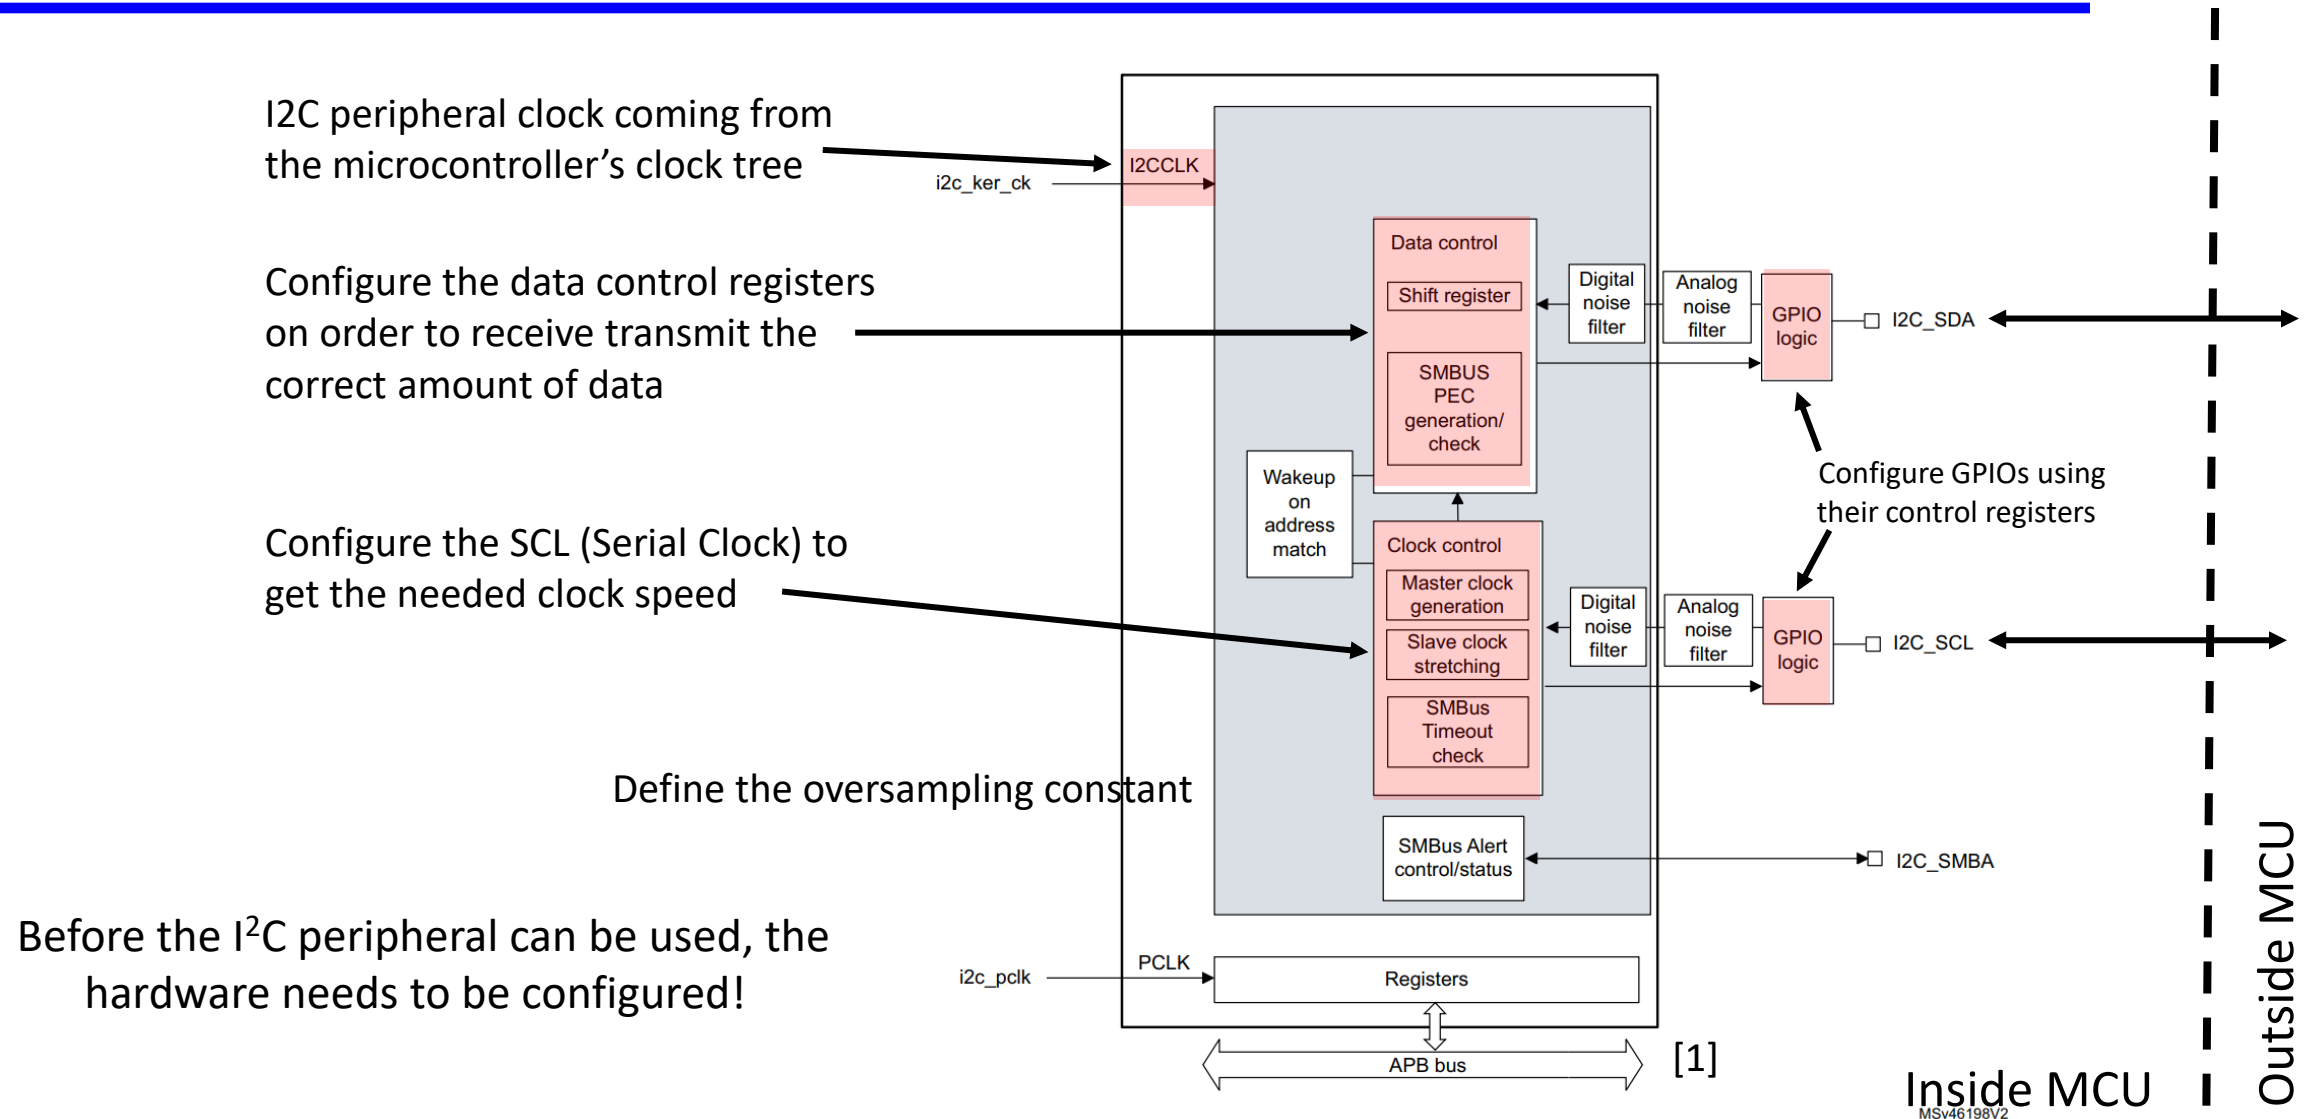 I2C peripheral clock coming from
the microcontroller's clock tree
I2CCLK
i2c_ker_ck
Data control
Shift register
SMBUS
PEC
generation/
check
Digital
noise
filter
Analog
noise
filter
GPIO
logic
I2C_SDA
Configure the data control registers
on order to receive transmit the
correct amount of data
Wakeup
on
address
match
Configure GPIOs using
their control registers
Configure the SCL (Serial Clock) to
get the needed clock speed
Clock control
Master clock
generation
Slave clock
stretching
SMBus
Timeout
check
Digital
noise
filter
Analog
noise
filter
GPIO
logic
I2C_SCL
Define the oversampling constant
SMBus Alert
control/status
I2C_SMBA
Before the I²C peripheral can be used, the
hardware needs to be configured!
i2c_pclk
PCLK
Registers
APB bus
[1]
Inside MCU
MSv46198V2
Outside MCU